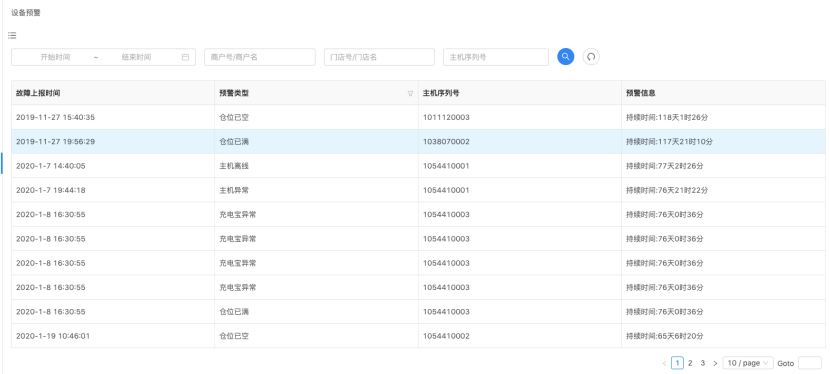 设备预警
开始时间 ~ 结束时间 商户号/商户名 门店号/门店名 主机序列号
故障上报时间 预警类型 主机序列号 预警信息
2019-11-27 15:40:35 仓位已空 1011120003 持续时间:118天1时26分
2019-11-27 19:56:29 仓位已满 1038070002 持续时间:117天21时10分
2020-1-7 14:40:05 主机离线 1054410001 持续时间:77天2时26分
2020-1-7 19:44:18 主机异常 1054410001 持续时间:76天21时22分
2020-1-8 16:30:55 充电宝异常 1054410003 持续时间:76天0时36分
2020-1-8 16:30:55 充电宝异常 1054410003 持续时间:76天0时36分
2020-1-8 16:30:55 充电宝异常 1054410003 持续时间:76天0时36分
2020-1-8 16:30:55 充电宝异常 1054410003 持续时间:76天0时36分
2020-1-8 16:30:55 仓位已满 1054410003 持续时间:76天0时36分
2020-1-19 10:46:01 仓位已空 1054410002 持续时间:65天6时20分
< 1 2 3 > 10 / page Goto